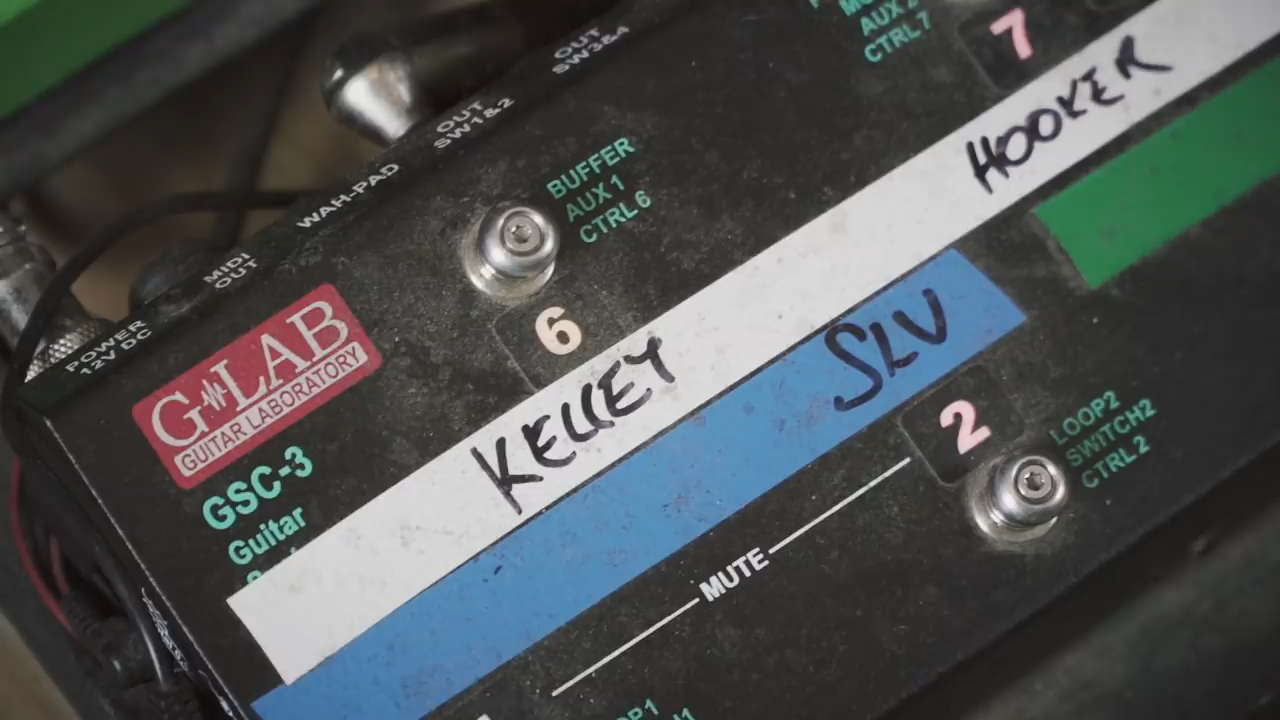 OUT
SW3&4
OUT
SW1&2
WAH-PAD
MIDI
OUT
POWER
12V DC
AUX 2
CTRL 7
7
BUFFER
AUX 1
CTRL 6
6
G LAB
GUITAR LABORATORY
GSC-3
Guitar
KELLEY
HOOKER
SLV
2
LOOP2
SWITCH2
CTRL 2
MUTE